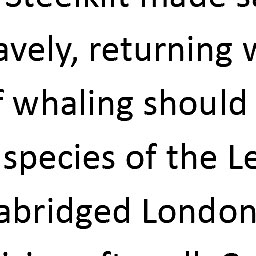 Steelkilt made s
avely, returning w
f whaling should
species of the Le
abridged London